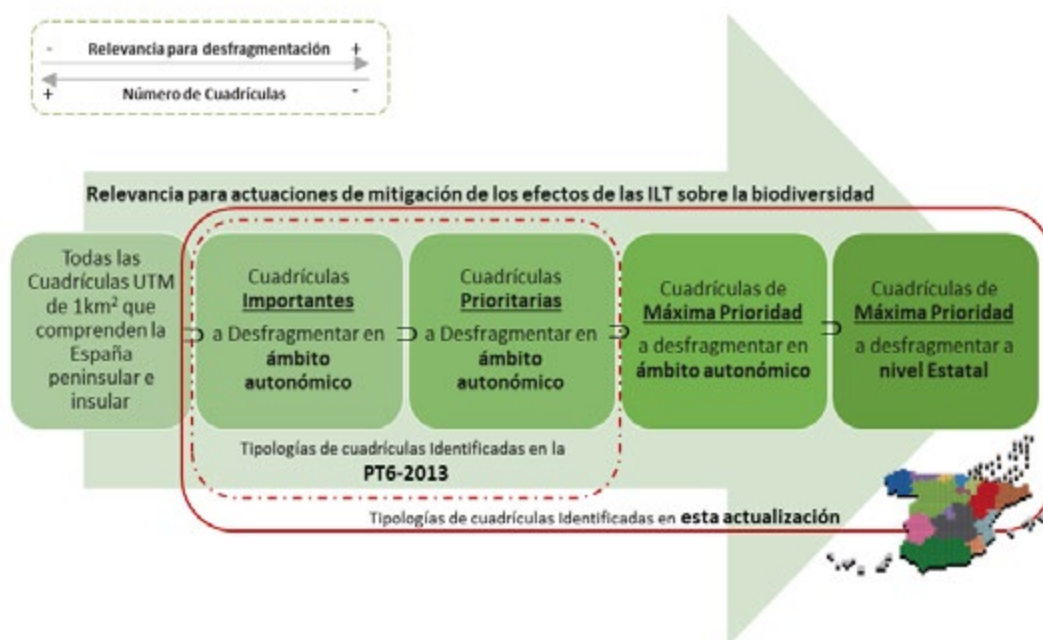 - Relevancia para desfragmentación +
+ Número de Cuadrículas -
Relevancia para actuaciones de mitigación de los efectos de las ILT sobre la biodiversidad
Todas las
Cuadrículas UTM
de 1km² que
comprenden la
España
peninsular e
insular
⊃
Cuadrículas
Importantes
a Desfragmentar en
ámbito
autonómico
⊃
Cuadrículas
Prioritarias
a Desfragmentar en
ámbito
autonómico
⊃
Cuadrículas de
Máxima Prioridad
a desfragmentar en
ámbito autonómico
⊃
Cuadrículas de
Máxima Prioridad
a desfragmentar a
nivel Estatal
Tipologías de cuadrículas Identificadas en la
PT6-2013
Tipologías de cuadrículas Identificadas en esta actualización